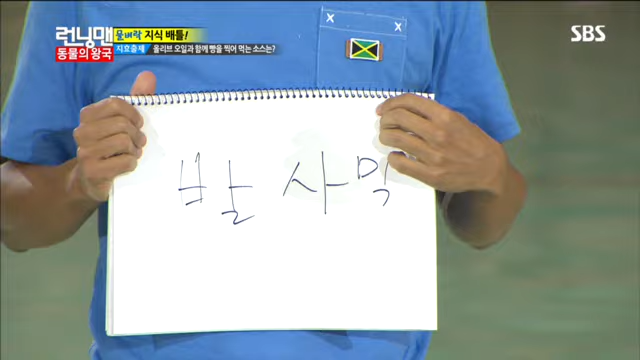 런닝맨
동물의 왕국
물벼락 지식 배틀!
지효출제 올리브 오일과 함께 빵을 찍어 먹는 소스는?
SBS
발 사믹